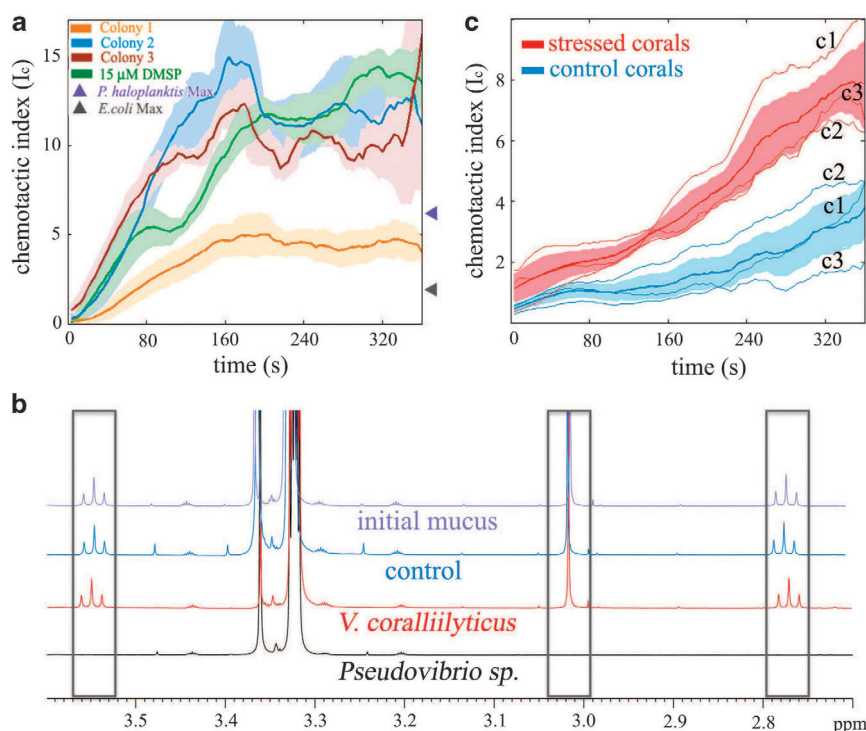 a
Colony 1
Colony 2
Colony 3
15 µM DMSP
P. haloplanktis Max
E.coli Max
chemotactic index (Ic)
15
10
5
0
0 80 160 240 320
time (s)
c
stressed corals
control corals
c1
c3
c2
c2
c1
c3
chemotactic index (Ic)
8
6
4
2
0 80 160 240 320
time (s)
b
initial mucus
control
V. coralliilyticus
Pseudovibrio sp.
3.5 3.4 3.3 3.2 3.1 3.0 2.9 2.8 ppm